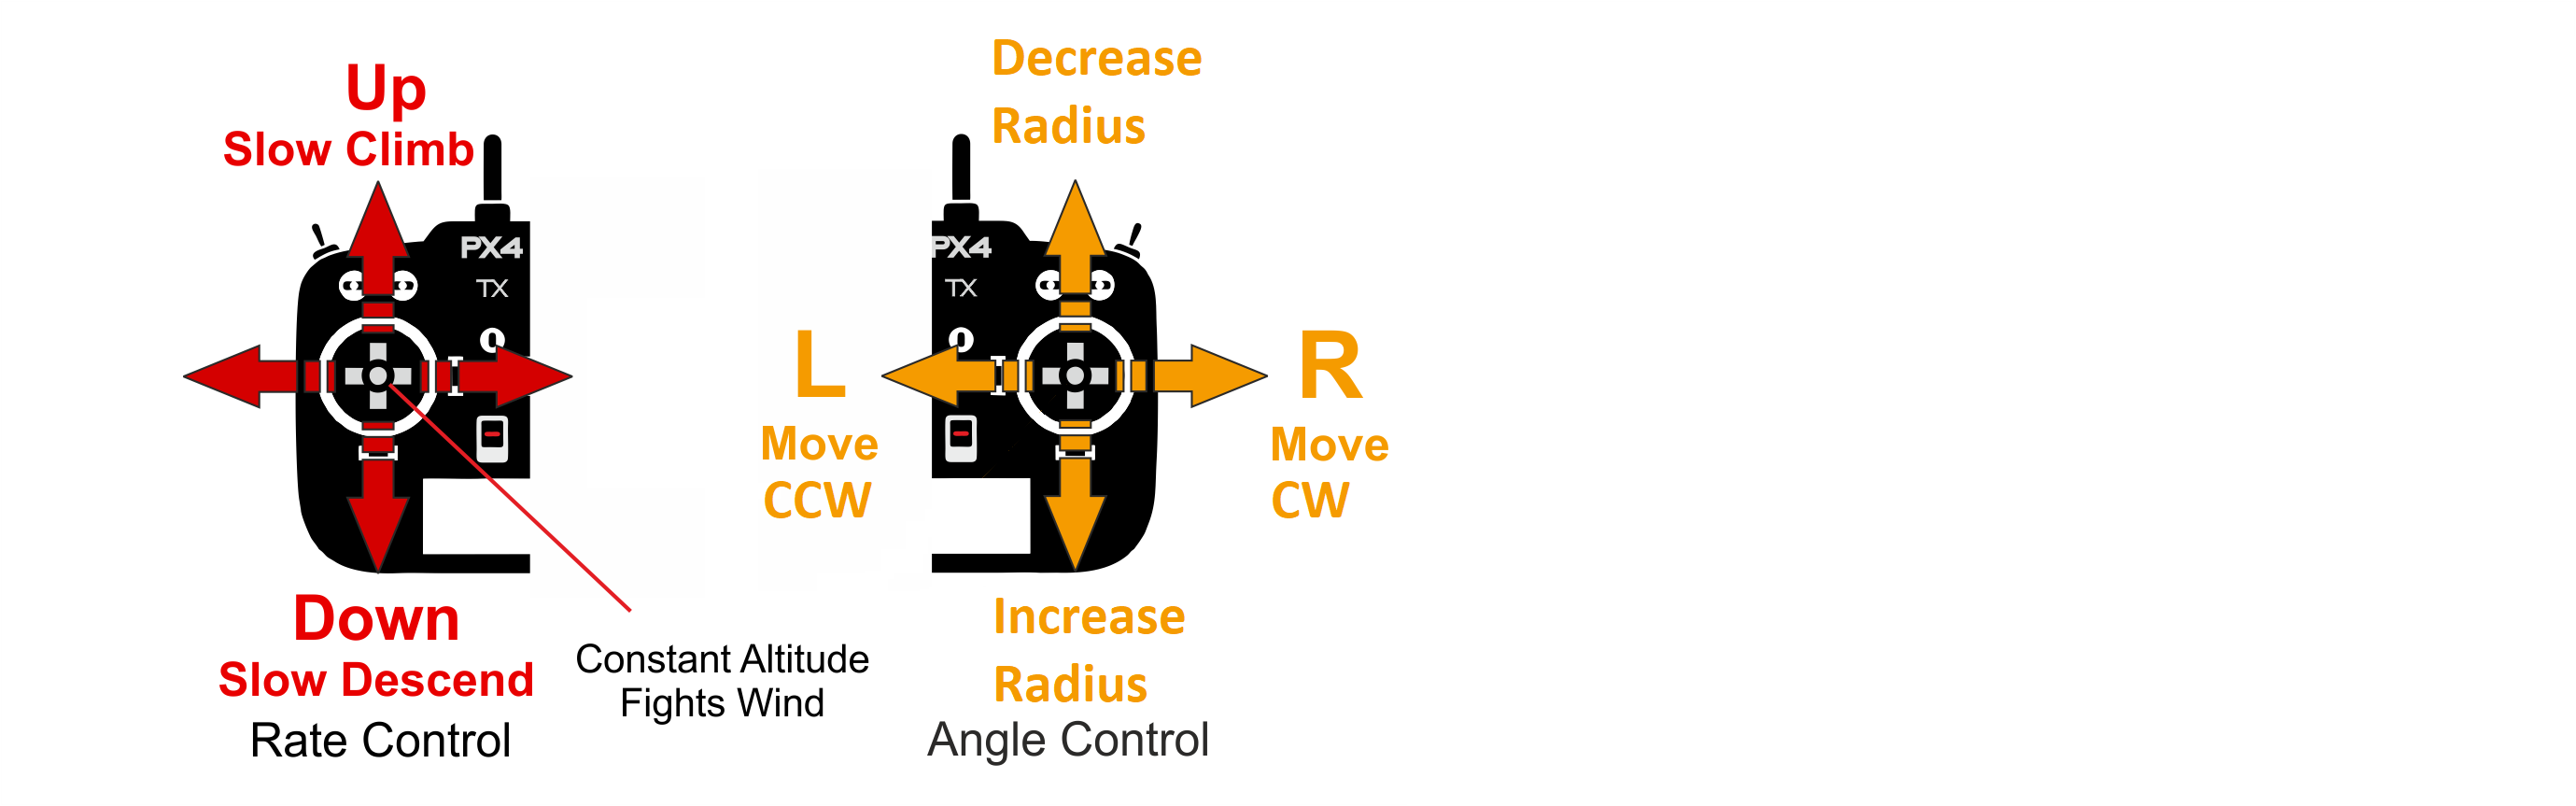 Up
Slow Climb
PX4
TX
Down
Slow Descend
Rate Control
Constant Altitude
Fights Wind
Decrease
Radius
PX4
TX
L
Move
CCW
R
Move
CW
Increase
Radius
Angle Control